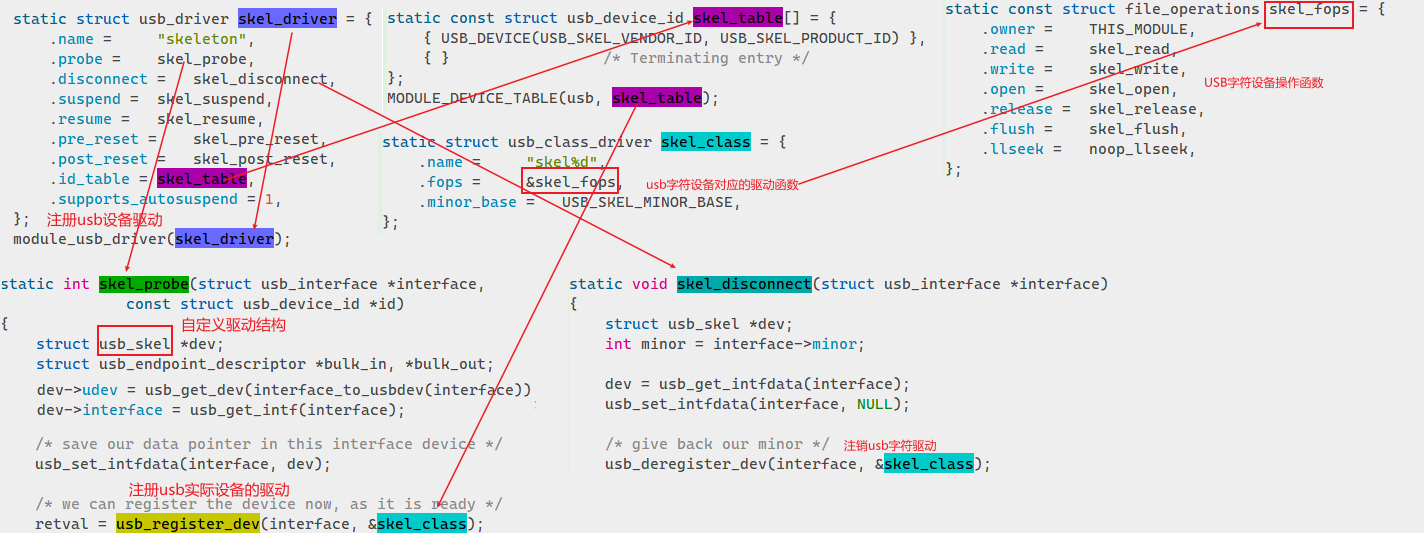 static struct usb_driver skel_driver = {
.name = "skeleton",
.probe = skel_probe,
.disconnect = skel_disconnect,
.suspend = skel_suspend,
.resume = skel_resume,
.pre_reset = skel_pre_reset,
.post_reset = skel_post_reset,
.id_table = skel_table,
.supports_autosuspend = 1,
};
注册usb设备驱动
module_usb_driver(skel_driver);
static const struct usb_device_id skel_table[] = {
{ USB_DEVICE(USB_SKEL_VENDOR_ID, USB_SKEL_PRODUCT_ID) },
{ } /* Terminating entry */
};
MODULE_DEVICE_TABLE(usb, skel_table);
static struct usb_class_driver skel_class = {
.name = "skel%d",
.fops = &skel_fops,
usb字符设备对应的驱动函数
.minor_base = USB_SKEL_MINOR_BASE,
};
static const struct file_operations skel_fops = {
.owner = THIS_MODULE,
.read = skel_read,
.write = skel_write,
.open = skel_open,
.release = skel_release,
.flush = skel_flush,
.llseek = noop_llseek,
};
USB字符设备操作函数
static int skel_probe(struct usb_interface *interface,
const struct usb_device_id *id)
{
自定义驱动结构
struct usb_skel *dev;
struct usb_endpoint_descriptor *bulk_in, *bulk_out;
dev->udev = usb_get_dev(interface_to_usbdev(interface))
dev->interface = usb_get_intf(interface);
/* save our data pointer in this interface device */
usb_set_intfdata(interface, dev);
注册usb实际设备的驱动
/* we can register the device now, as it is ready */
retval = usb_register_dev(interface, &skel_class);
static void skel_disconnect(struct usb_interface *interface)
{
struct usb_skel *dev;
int minor = interface->minor;
dev = usb_get_intfdata(interface);
usb_set_intfdata(interface, NULL);
/* give back our minor */
注销usb字符驱动
usb_deregister_dev(interface, &skel_class);